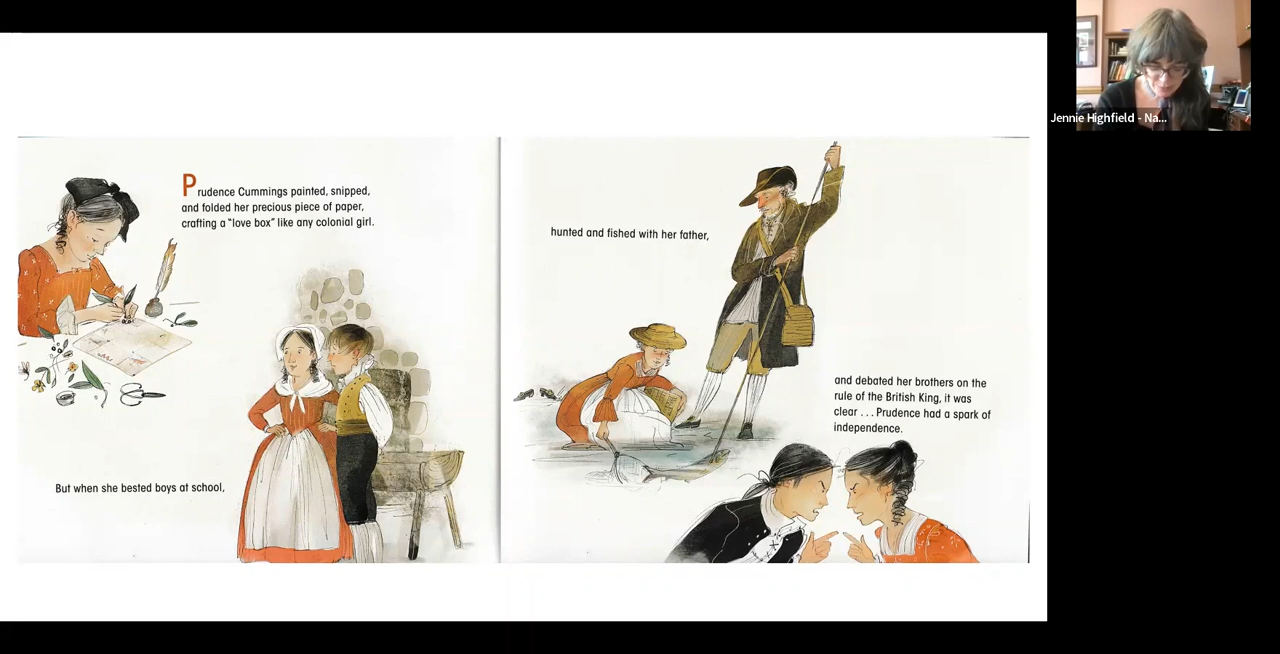 Prudence Cummings painted, snipped,
and folded her precious piece of paper,
crafting a “love box” like any colonial girl.
But when she bested boys at school,
hunted and fished with her father,
and debated her brothers on the
rule of the British King, it was
clear . . . Prudence had a spark of
independence.
Jennie Highfield - Na...